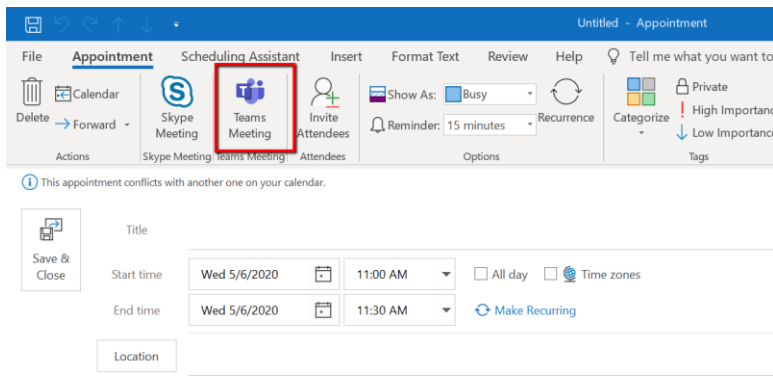 Untitled - Appointment
File Appointment Scheduling Assistant Insert Format Text Review Help Tell me what you want to
Delete
Calendar
Forward
Actions
Skype
Meeting
Skype Meeting
Teams
Meeting
Teams Meeting
Invite
Attendees
Attendees
Show As: Busy
Reminder: 15 minutes
Recurrence
Options
Categorize
Private
High Importanc
Low Importance
Tags
This appointment conflicts with another one on your calendar.
Save &
Close
Title
Start time Wed 5/6/2020 11:00 AM All day Time zones
End time Wed 5/6/2020 11:30 AM Make Recurring
Location